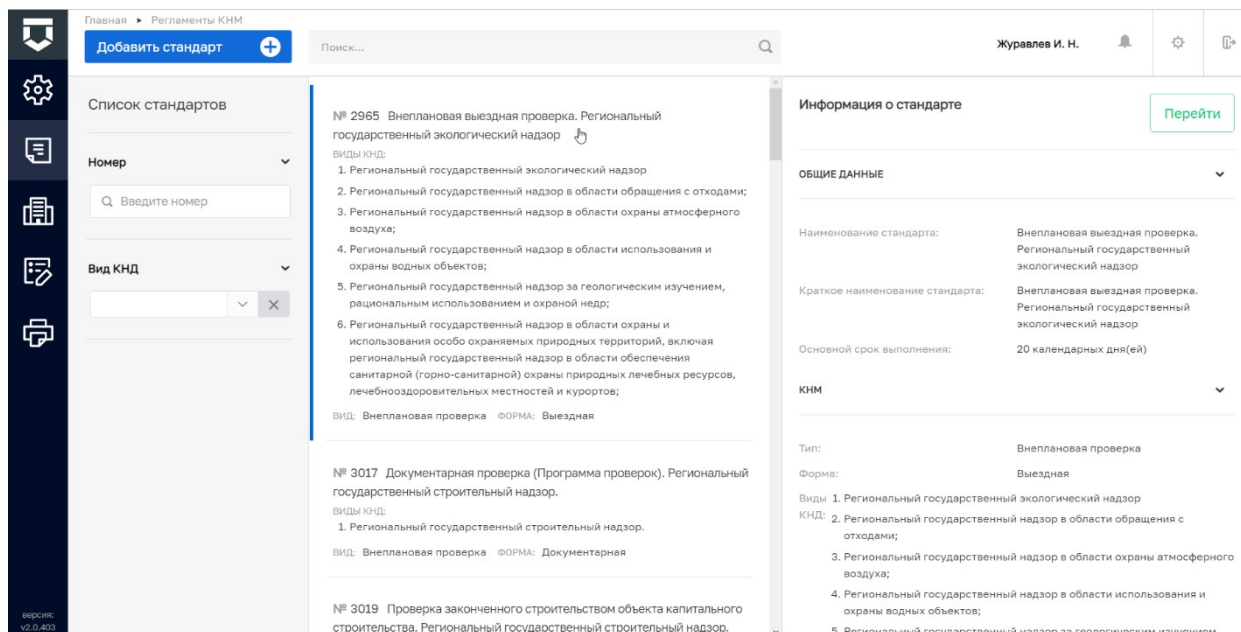 Главная ▸ Регламенты КНМ
Добавить стандарт
Поиск...
Журавлев И. Н.
Список стандартов
Номер
Введите номер
Вид КНД
версия:
v2.0.403
№ 2965 Внеплановая выездная проверка. Региональный
государственный экологический надзор
ВИДЫ КНД:
1. Региональный государственный экологический надзор
2. Региональный государственный надзор в области обращения с отходами;
3. Региональный государственный надзор в области охраны атмосферного
воздуха;
4. Региональный государственный надзор в области использования и
охраны водных объектов;
5. Региональный государственный надзор за геологическим изучением,
рациональным использованием и охраной недр;
6. Региональный государственный надзор в области охраны и
использования особо охраняемых природных территорий, включая
региональный государственный надзор в области обеспечения
санитарной (горно-санитарной) охраны природных лечебных ресурсов,
лечебнооздоровительных местностей и курортов;
ВИД: Внеплановая проверка ФОРМА: Выездная
№ 3017 Документарная проверка (Программа проверок). Региональный
государственный строительный надзор.
ВИДЫ КНД:
1. Региональный государственный строительный надзор.
ВИД: Внеплановая проверка ФОРМА: Документарная
№ 3019 Проверка законченного строительством объекта капитального
строительства. Региональный государственный строительный надзор.
Информация о стандарте
Перейти
ОБЩИЕ ДАННЫЕ
Наименование стандарта: Внеплановая выездная проверка.
Региональный государственный
экологический надзор
Краткое наименование стандарта: Внеплановая выездная проверка.
Региональный государственный
экологический надзор
Основной срок выполнения: 20 календарных дня(ей)
КНМ
Тип: Внеплановая проверка
Форма: Выездная
Виды 1. Региональный государственный экологический надзор
КНД: 2. Региональный государственный надзор в области обращения с
отходами;
3. Региональный государственный надзор в области охраны атмосферного
воздуха;
4. Региональный государственный надзор в области использования и
охраны водных объектов;
5. Региональный государственный надзор за геологическим изучением,